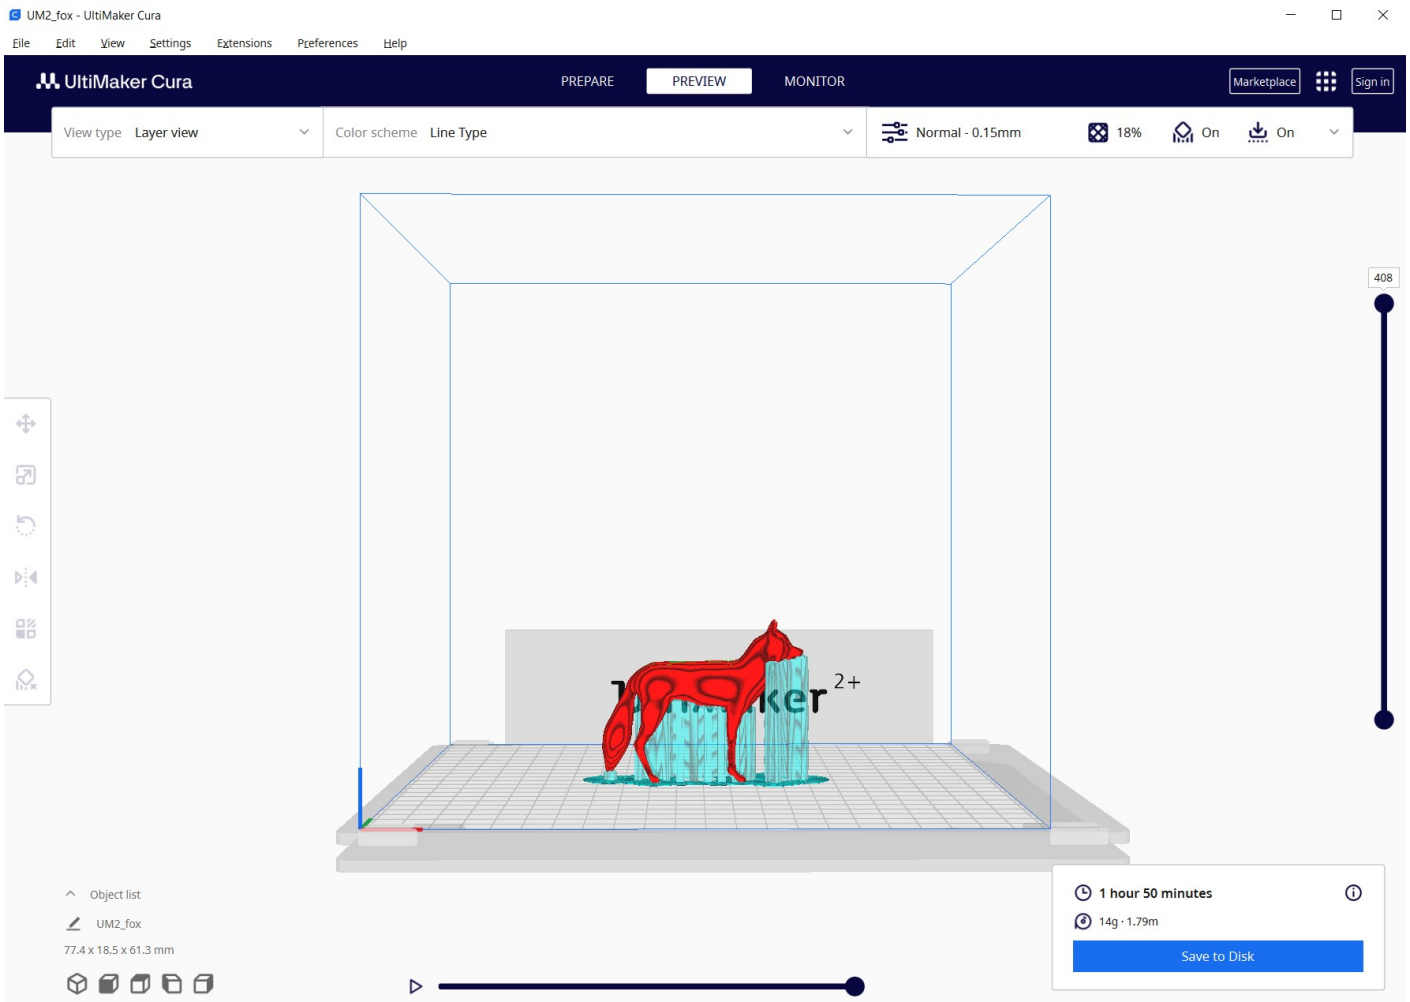 UM2_fox - UltiMaker Cura
File Edit View Settings Extensions Preferences Help
UltiMaker Cura
PREPARE PREVIEW MONITOR
Marketplace
Sign in
View type Layer view
Color scheme Line Type
Normal - 0.15mm
18%
On
On
408
2+
Object list
UM2_fox
77.4 x 18.5 x 61.3 mm
1 hour 50 minutes
14g · 1.79m
Save to Disk